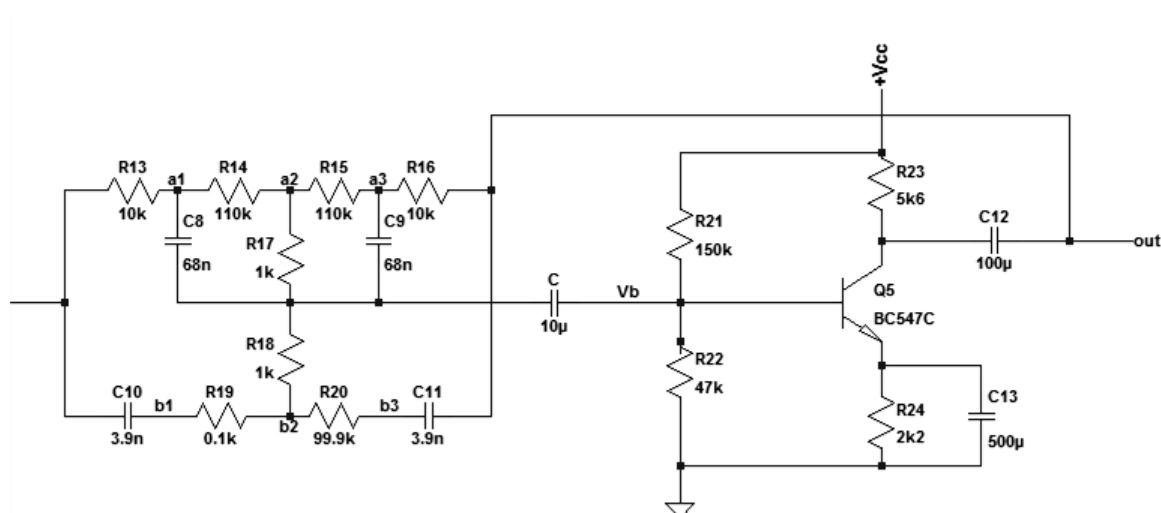 +Vcc
R13
10k
a1
R14
110k
a2
R15
110k
a3
R16
10k
C8
68n
R17
1k
C9
68n
R18
1k
C10
3.9n
b1
R19
0.1k
b2
R20
99.9k
b3
C11
3.9n
C
10µ
Vb
R21
150k
R22
47k
R23
5k6
C12
100µ
out
Q5
BC547C
R24
2k2
C13
500µ